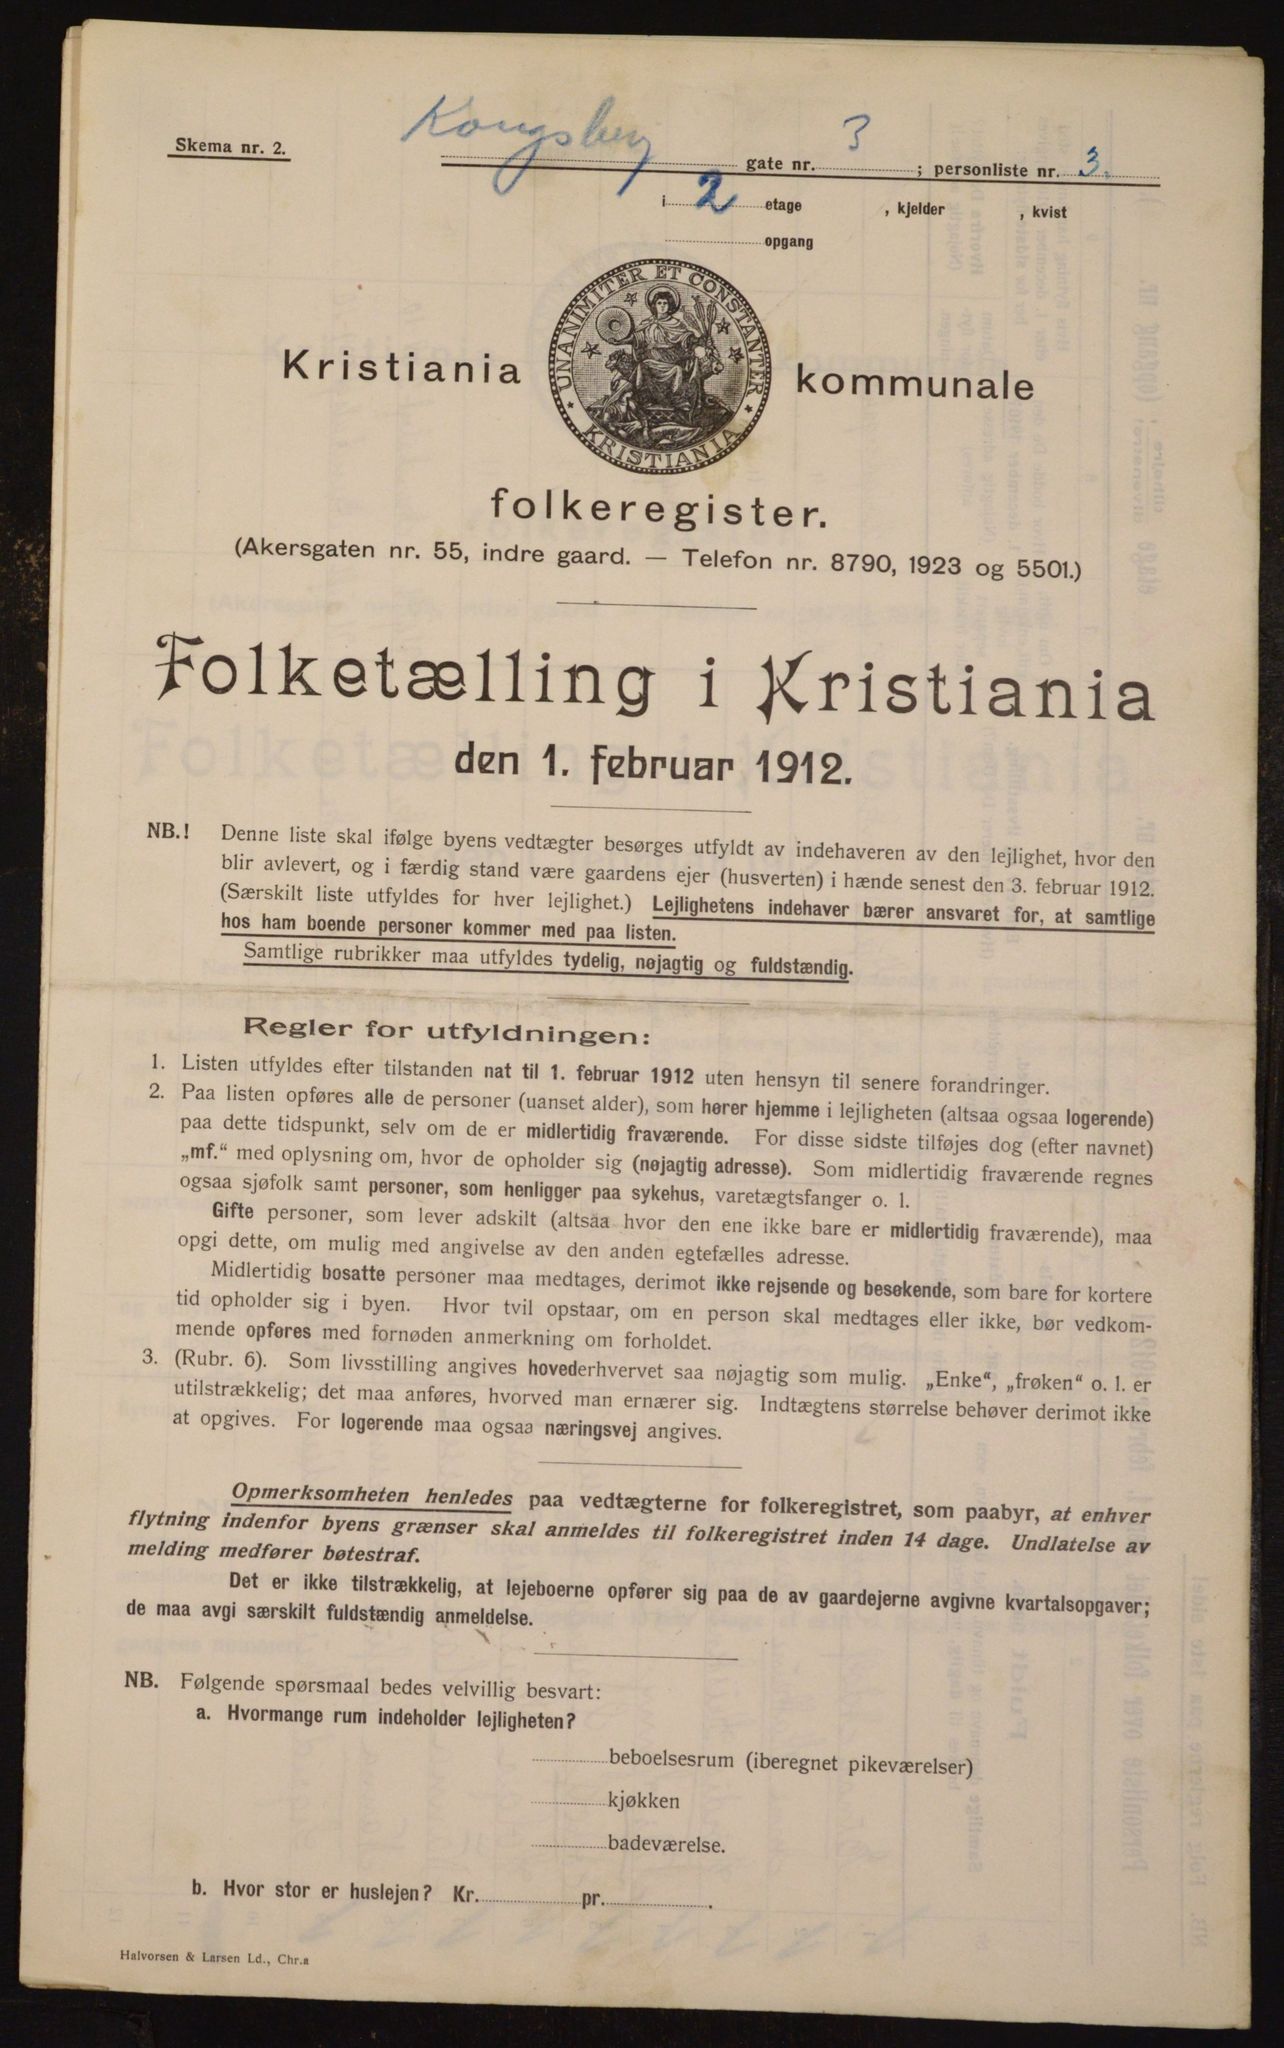 Skema nr. 2.
Kongsberg gate nr. 3 ; personliste nr. 3.
i 2 etage , kjelder , kvist
opgang
UNANIMITER ET CONSTANTER
KRISTIANIA
Kristiania kommunale
folkeregister.
(Akersgaten nr. 55, indre gaard. — Telefon nr. 8790, 1923 og 5501.)
Folketælling i Kristiania
den 1. februar 1912.
NB.! Denne liste skal ifølge byens vedtægter besørges utfyldt av indehaveren av den lejlighet, hvor den
blir avlevert, og i færdig stand være gaardens ejer (husverten) i hænde senest den 3. februar 1912.
(Særskilt liste utfyldes for hver lejlighet.) Lejlighetens indehaver bærer ansvaret for, at samtlige
hos ham boende personer kommer med paa listen.
Samtlige rubrikker maa utfyldes tydelig, nøjagtig og fuldstændig.
Regler for utfyldningen:
1. Listen utfyldes efter tilstanden nat til 1. februar 1912 uten hensyn til senere forandringer.
2. Paa listen opføres alle de personer (uanset alder), som hører hjemme i lejligheten (altsaa ogsaa logerende)
paa dette tidspunkt, selv om de er midlertidig fraværende. For disse sidste tilføjes dog (efter navnet)
„mf.“ med oplysning om, hvor de opholder sig (nøjagtig adresse). Som midlertidig fraværende regnes
ogsaa sjøfolk samt personer, som henligger paa sykehus, varetægtsfanger o. l.
Gifte personer, som lever adskilt (altsaa hvor den ene ikke bare er midlertidig fraværende), maa
opgi dette, om mulig med angivelse av den anden egtefælles adresse.
Midlertidig bosatte personer maa medtages, derimot ikke rejsende og besøkende, som bare for kortere
tid opholder sig i byen. Hvor tvil opstaar, om en person skal medtages eller ikke, bør vedkom-
mende opføres med fornøden anmerkning om forholdet.
3. (Rubr. 6). Som livsstilling angives hovederhvervet saa nøjagtig som mulig. „Enke“, „frøken“ o. l. er
utilstrækkelig; det maa anføres, hvorved man ernærer sig. Indtægtens størrelse behøver derimot ikke
at opgives. For logerende maa ogsaa næringsvej angives.
Opmerksomheten henledes paa vedtægterne for folkeregistret, som paabyr, at enhver
flytning indenfor byens grænser skal anmeldes til folkeregistret inden 14 dage. Undlatelse av
melding medfører bøtestraf.
Det er ikke tilstrækkelig, at lejeboerne opfører sig paa de av gaardejerne avgivne kvartalsopgaver;
de maa avgi særskilt fuldstændig anmeldelse.
NB. Følgende spørsmaal bedes velvillig besvart:
a. Hvormange rum indeholder lejligheten?
beboelsesrum (iberegnet pikeværelser)
kjøkken
badeværelse.
b. Hvor stor er huslejen? Kr. pr. .
Halvorsen & Larsen Ld., Chr.a